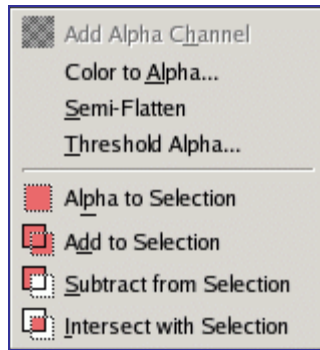 Add Alpha Channel
Color to Alpha...
Semi-Flatten
Threshold Alpha...
Alpha to Selection
Add to Selection
Subtract from Selection
Intersect with Selection